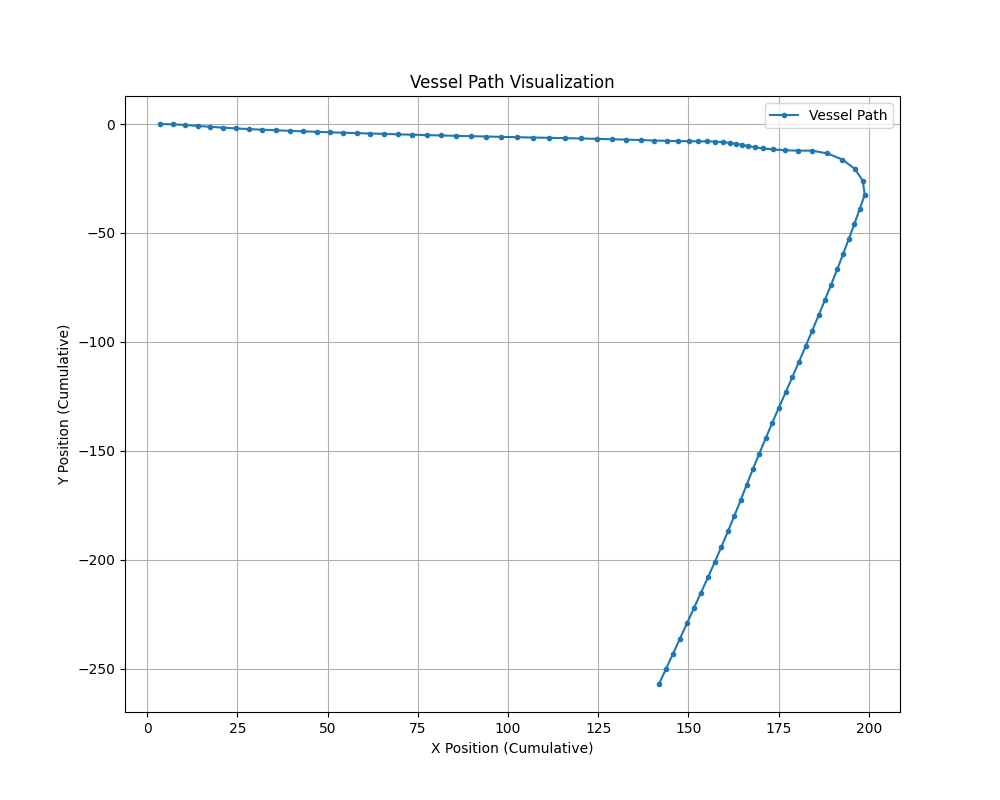 Vessel Path Visualization
Vessel Path
0
−50
−100
−150
−200
−250
Y Position (Cumulative)
0 25 50 75 100 125 150 175 200
X Position (Cumulative)